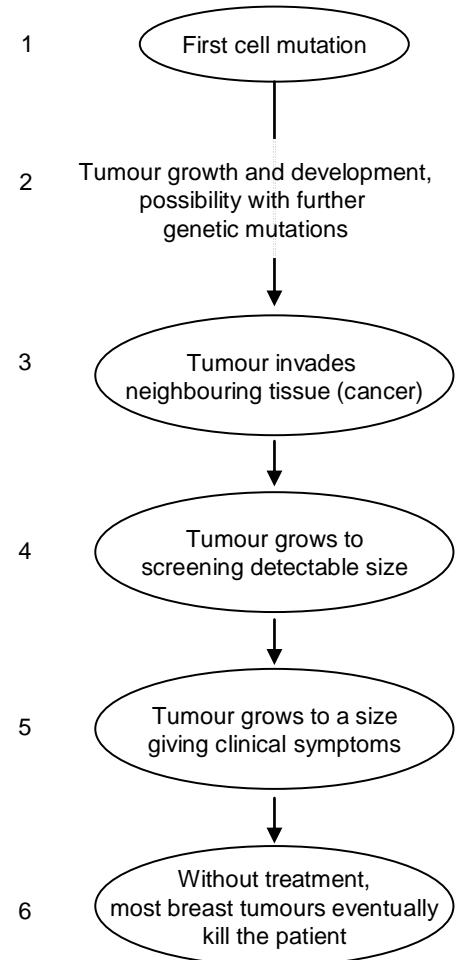 1
First cell mutation
2
Tumour growth and development,
possibility with further
genetic mutations
3
Tumour invades
neighbouring tissue (cancer)
4
Tumour grows to
screening detectable size
5
Tumour grows to a size
giving clinical symptoms
6
Without treatment,
most breast tumours eventually
kill the patient